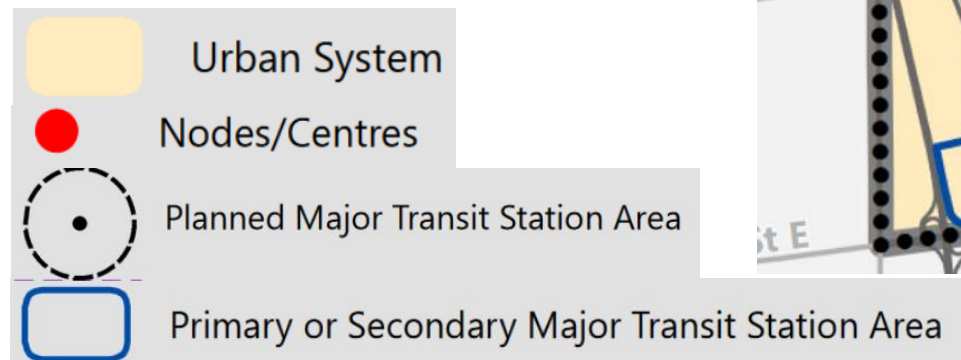 Urban System
Nodes/Centres
Planned Major Transit Station Area
St E
Primary or Secondary Major Transit Station Area